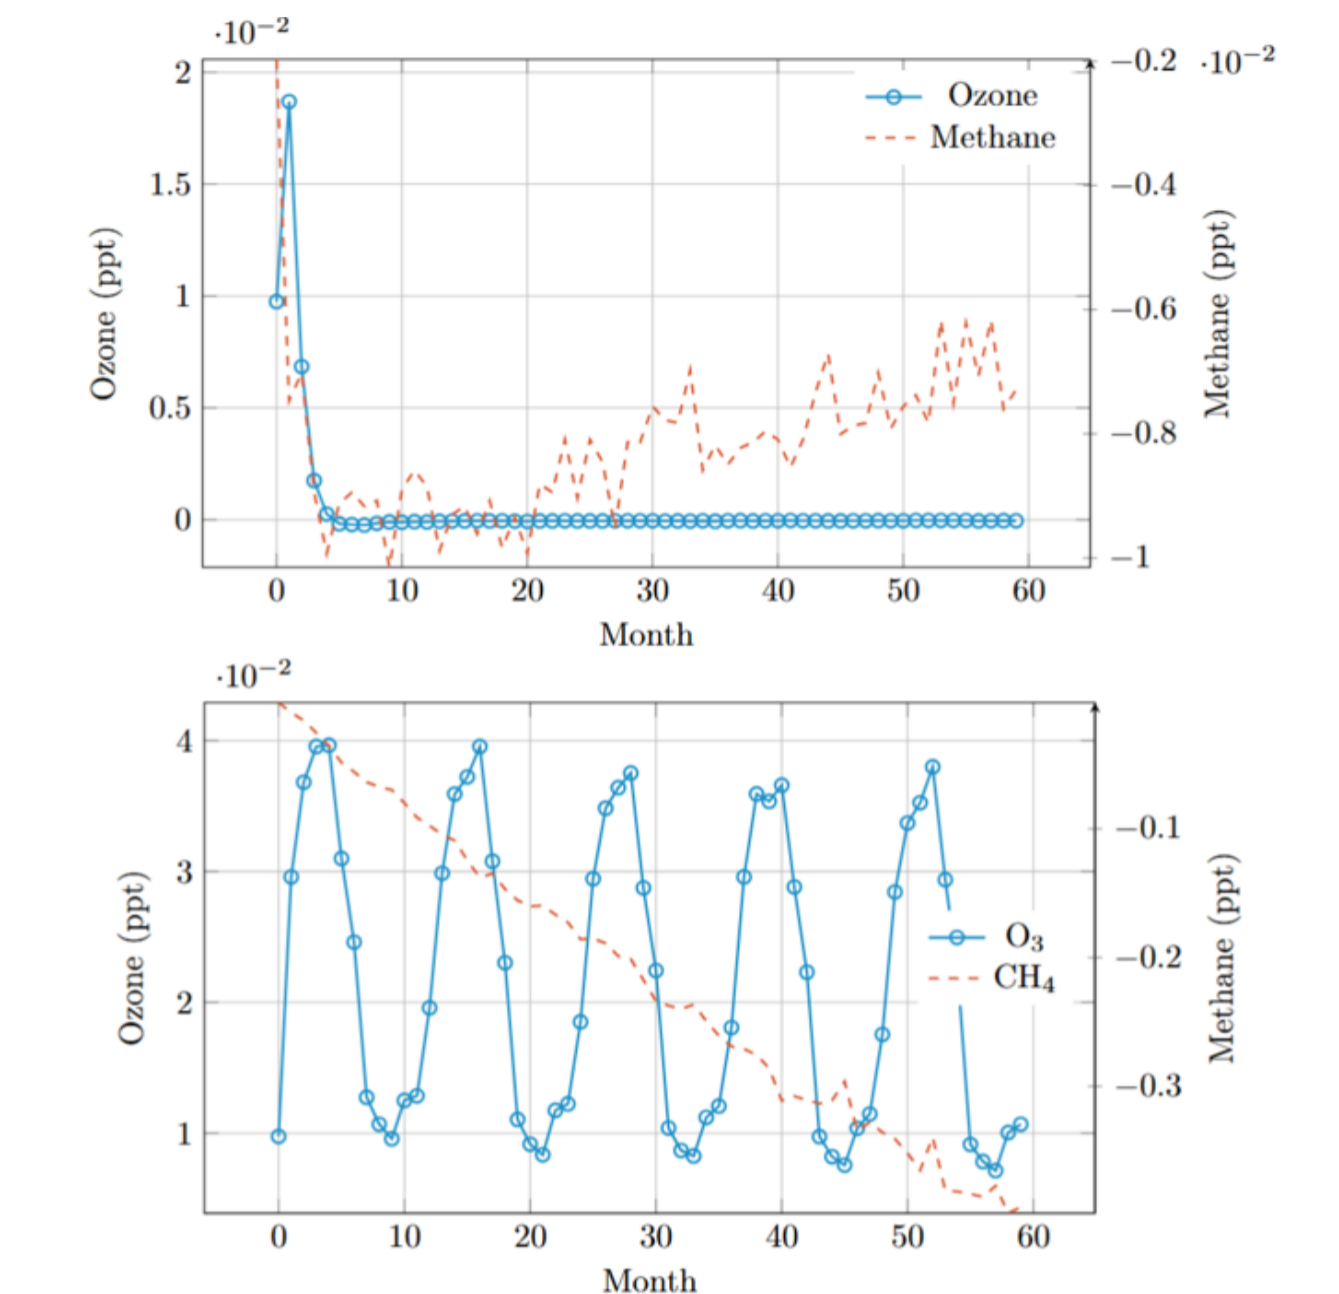 ·10⁻²
−0.2 ·10⁻²
2
Ozone
Methane
1.5
−0.4
Ozone (ppt)
1
−0.6
Methane (ppt)
0.5
−0.8
0
−1
0 10 20 30 40 50 60
Month
·10⁻²
4
−0.1
3
Ozone (ppt)
O₃
CH₄
−0.2
Methane (ppt)
2
−0.3
1
0 10 20 30 40 50 60
Month